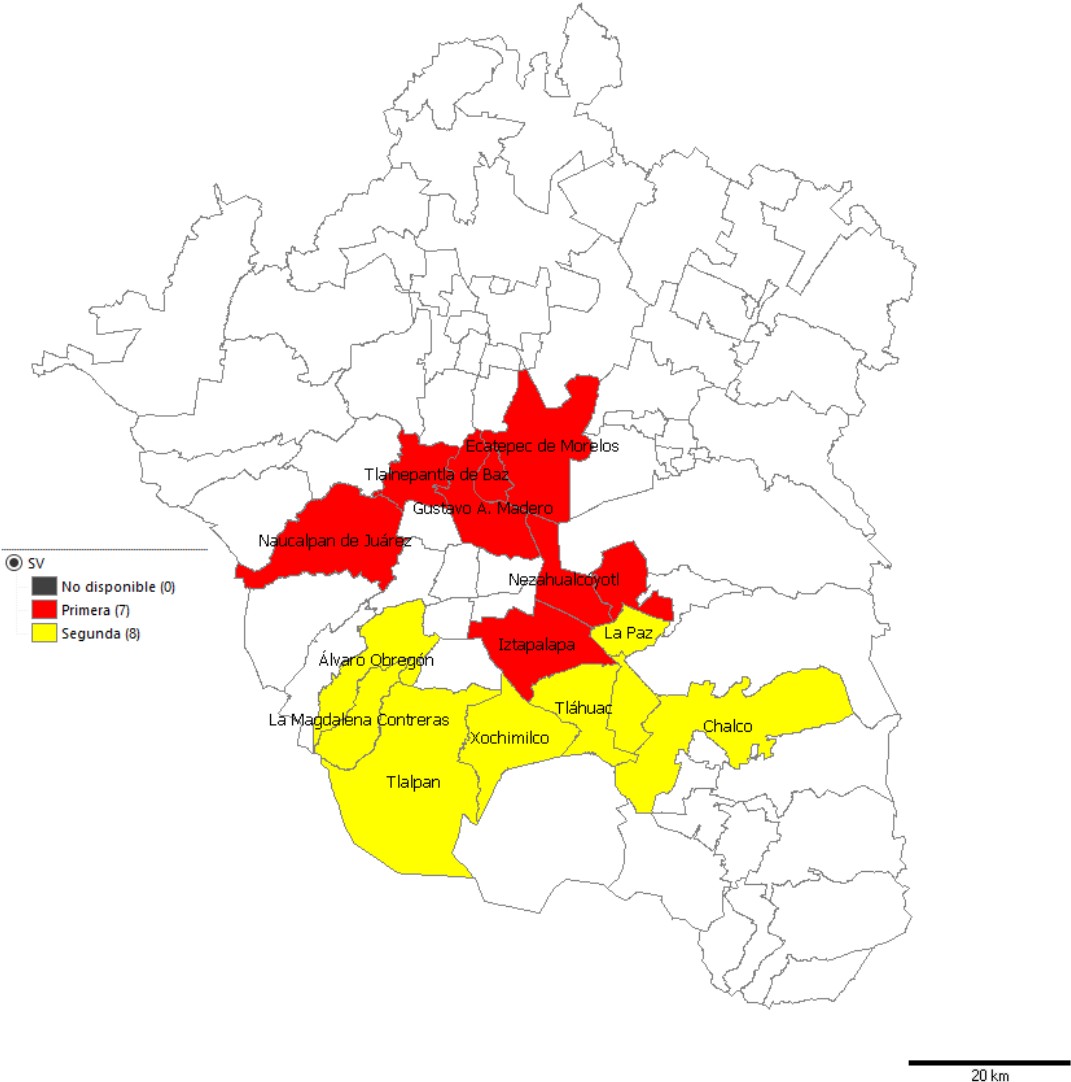 Ecatepec de Morelos
Tlalnepantla de Baz
Gustavo A. Madero
Naucalpan de Juárez
SV
No disponible (0)
Primera (7)
Segunda (8)
Nezahualcóyotl
La Paz
Iztapalapa
Álvaro Obregón
Tláhuac
La Magdalena Contreras
Chalco
Xochimilco
Tlalpan
20 km